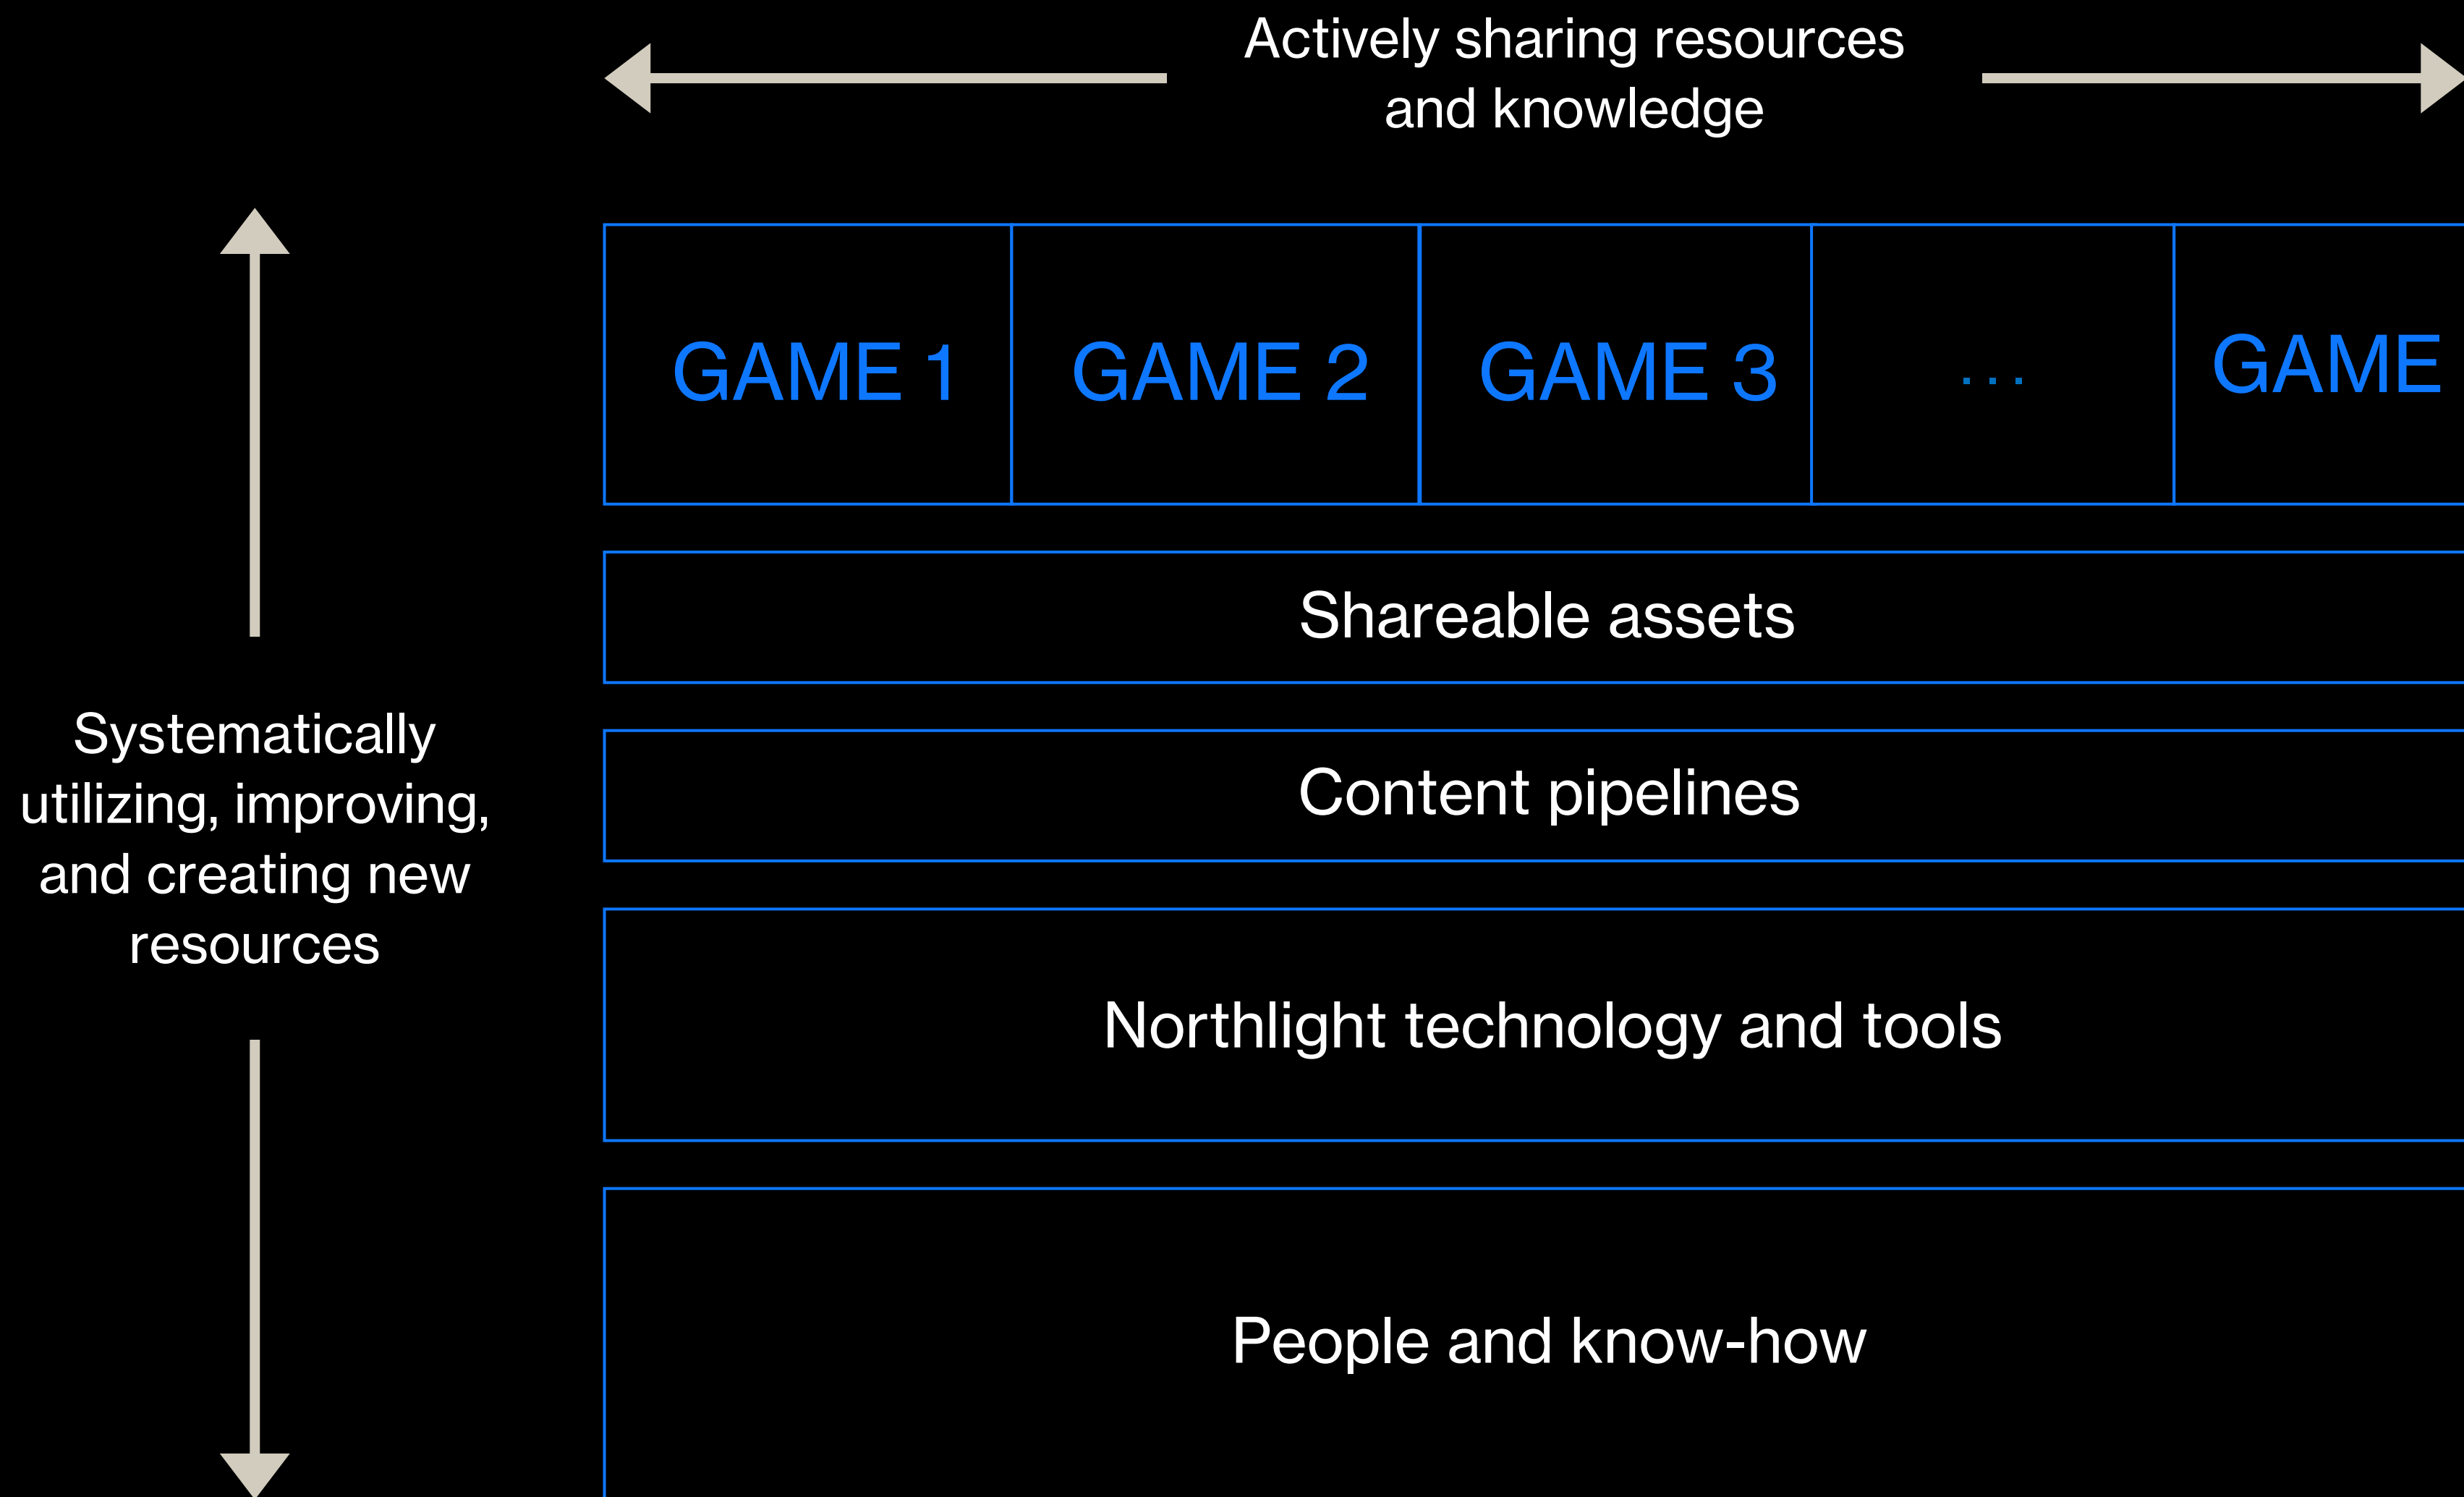 Actively sharing resources
and knowledge
GAME 1
GAME 2
GAME 3
...
GAME
Shareable assets
Systematically
utilizing, improving,
and creating new
resources
Content pipelines
Northlight technology and tools
People and know-how